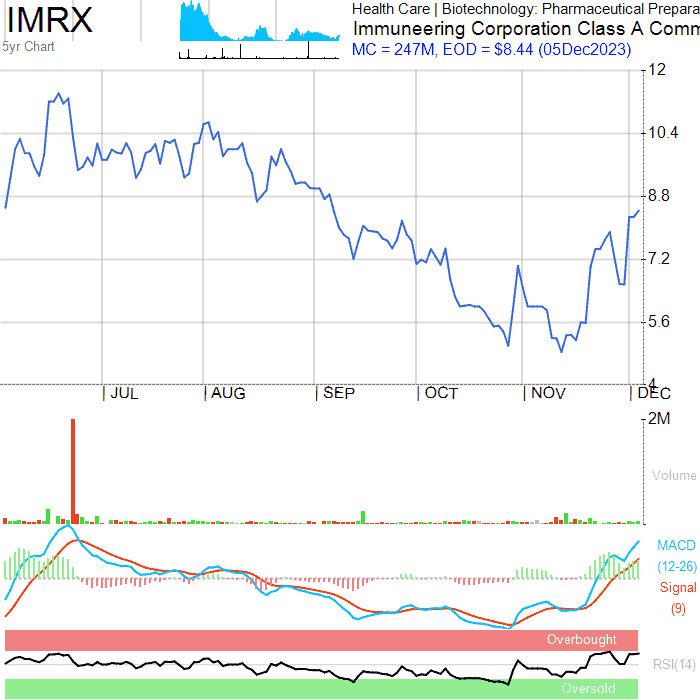 IMRX
5yr Chart
Health Care | Biotechnology: Pharmaceutical Prepara
Immuneering Corporation Class A Comm
MC = 247M, EOD = $8.44 (05Dec2023)
12
10.4
8.8
7.2
5.6
4
| JUL | AUG | SEP | OCT | NOV | DEC
2M
Volume
MACD
(12-26)
Signal
(9)
Overbought
RSI(14)
Oversold